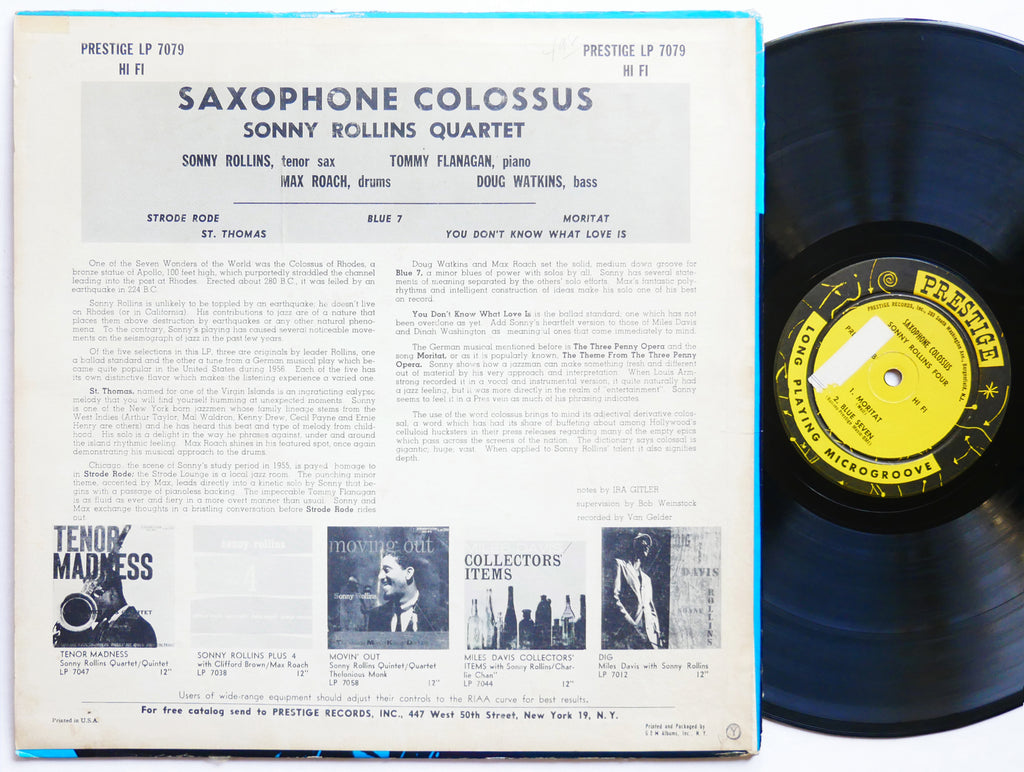 PRESTIGE LP 7079
HI FI
PRESTIGE LP 7079
HI FI
SAXOPHONE COLOSSUS
SONNY ROLLINS QUARTET
SONNY ROLLINS, tenor sax TOMMY FLANAGAN, piano
MAX ROACH, drums DOUG WATKINS, bass
STRODE RODE BLUE 7 MORITAT
ST. THOMAS YOU DON'T KNOW WHAT LOVE IS
One of the Seven Wonders of the World was the Colossus of Rhodes, a
bronze statue of Apollo, 100 feet high, which purportedly straddled the channel
leading into the post at Rhodes. Erected about 280 B.C., it was felled by an
earthquake in 224 B.C.
Sonny Rollins is unlikely to be toppled by an earthquake; he doesn't live
on Rhodes (or in California). His contributions to jazz are of a nature that
places them above destruction by earthquakes or any other natural pheno-
mena. To the contrary, Sonny's playing has caused several noticeable move-
ments on the seismograph of jazz in the past few years.
Of the five selections in this LP, three are originals by leader Rollins, one
a ballad standard and the other a tune from a German musical play which be-
came quite popular in the United States during 1956. Each of the five has
its own distinctive flavor which makes the listening experience a varied one.
St. Thomas, named for one of the Virgin Islands is an ingratiating calypso
melody that you will find yourself humming at unexpected moments. Sonny
is one of the New York born jazzmen whose family lineage stems from the
West Indies (Arthur Taylor, Mal Waldron, Kenny Drew, Cecil Payne and Ernie
Henry are others) and he has heard this beat and type of melody from child-
hood. His solo is a delight in the way he phrases against, under and around
the island rhythmic feeling. Max Roach shines in his featured spot, once again
demonstrating his musical approach to the drums.
Chicago, the scene of Sonny's study period in 1955, is payed homage to
in Strode Rode; the Strode Lounge is a local jazz room. The punching minor
theme, accented by Max, leads directly into a kinetic solo by Sonny that be-
gins with a passage of pianoless backing. The impeccable Tommy Flanagan
is as fluid as ever and fiery in a more overt manner than usual. Sonny and
Max exchange thoughts in a bristling conversation before Strode Rode rides
out.
Doug Watkins and Max Roach set the solid, medium down groove for
Blue 7, a minor blues of power with solos by all. Sonny has several state-
ments of meaning separated by the others' solo efforts. Max's fantastic poly-
rhythms and intelligent construction of ideas make his solo one of his best
on record.
You Don't Know What Love Is is the ballad standard; one which has not
been overdone as yet. Add Sonny's heartfelt version to those of Miles Davis
and Dinah Washington as meaningful ones that come immediately to mind.
The German musical mentioned before is The Three Penny Opera and the
song Moritat, or as it is popularly known, The Theme From The Three Penny
Opera. Sonny shows how a jazzman can make something fresh and different
out of material by his very approach and interpretation. When Louis Arm-
strong recorded it in a vocal and instrumental version, it quite naturally had
a jazz feeling, but it was more directly in the realm of "entertainment". Sonny
seems to feel it in a Pres vein as much of his phrasing indicates.
The use of the word colossus brings to mind its adjectival derivative colos-
sal, a word which has had its share of buffeting about among Hollywood's
celluloid hucksters in their press releases regarding many of the empty epics
which pass across the screens of the nation. The dictionary says colossal is
gigantic; huge; vast. When applied to Sonny Rollins' talent it also signifies
depth.
notes by IRA GITLER
supervision by Bob Weinstock
recorded by Van Gelder
TENOR
MADNESS
sonny rollins
moving out
Sonny Rollins
COLLECTORS'
ITEMS
DIG
DAVIS
ROLLINS
TENOR MADNESS
Sonny Rollins Quartet/Quintet
LP 7047 12"
SONNY ROLLINS PLUS 4
with Clifford Brown/Max Roach
LP 7038 12"
MOVIN' OUT
Sonny Rollins Quintet/Quartet
Thelonious Monk
LP 7058 12"
MILES DAVIS COLLECTORS'
ITEMS with Sonny Rollins/Char-
lie Chan"
LP 7044 12"
DIG
Miles Davis with Sonny Rollins
LP 7012 12"
Users of wide-range equipment should adjust their controls to the RIAA curve for best results.
For free catalog send to PRESTIGE RECORDS, INC., 447 West 50th Street, New York 19, N. Y.
Printed in U.S.A.
Printed and Packaged by
G E M Albums, Inc. N. Y.
Y
PRESTIGE
LONG PLAYING MICROGROOVE
SAXOPHONE COLOSSUS
SONNY ROLLINS FOUR
HI FI
B
1. MORITAT
2. BLUE SEVEN